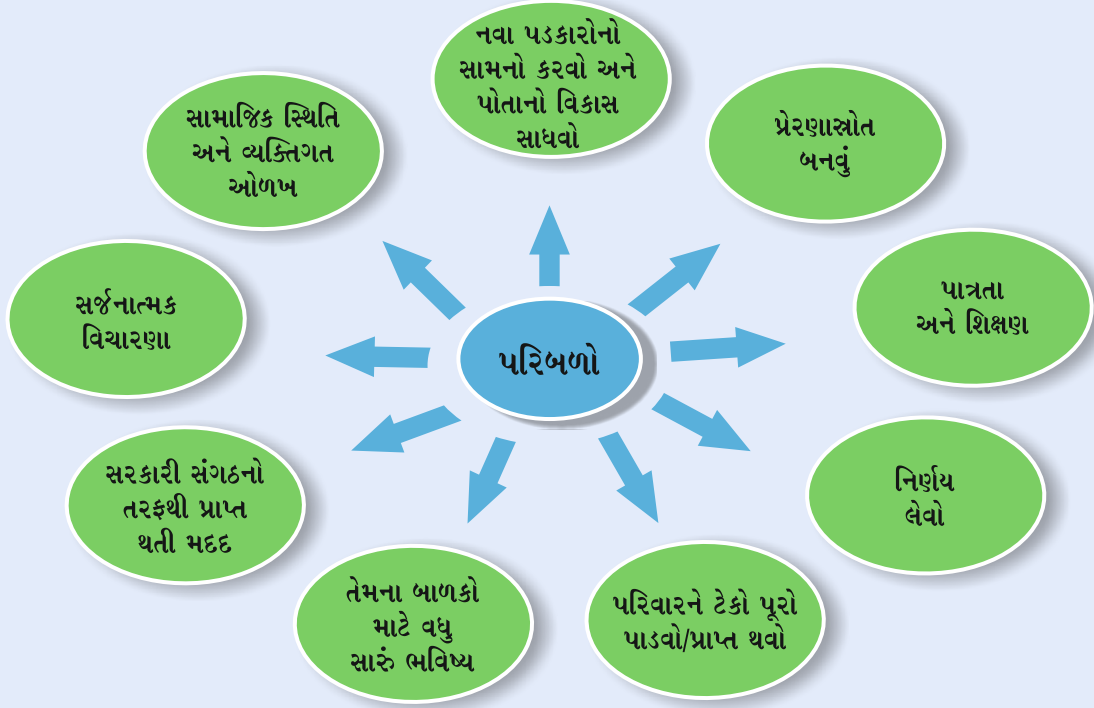 નવા પડકારોનો
સામનો કરવો અને
પોતાનો વિકાસ
સાધવો
પ્રેરણાસ્રોત
બનવું
પાત્રતા
અને શિક્ષણ
નિર્ણય
લેવો
પરિવારને ટેકો પૂરો
પાડવો/પ્રાપ્ત થવો
તેમના બાળકો
માટે વધુ
સારું ભવિષ્ય
સરકારી સંગઠનો
તરફથી પ્રાપ્ત
થતી મદદ
સર્જનાત્મક
વિચારણા
સામાજિક સ્થિતિ
અને વ્યક્તિગત
ઓળખ
પરિબળો